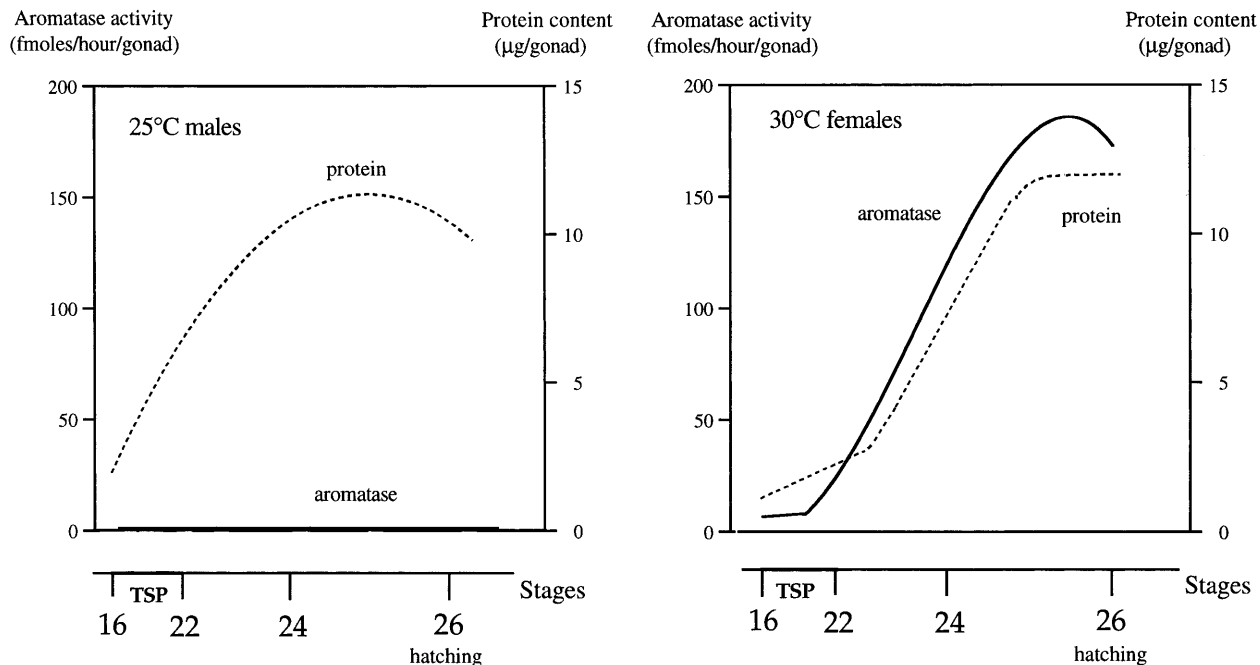 Aromatase activity
(fmoles/hour/gonad)
Protein content
(µg/gonad)
200
150
100
50
0
15
10
5
0
25°C males
protein
aromatase
16
TSP
22
24
26
Stages
hatching
Aromatase activity
(fmoles/hour/gonad)
Protein content
(µg/gonad)
200
150
100
50
0
15
10
5
0
30°C females
aromatase
protein
16
TSP
22
24
26
Stages
hatching